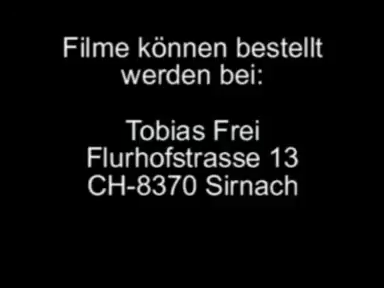 Filme können bestellt
werden bei:
Tobias Frei
Flurhofstrasse 13
CH-8370 Sirnach